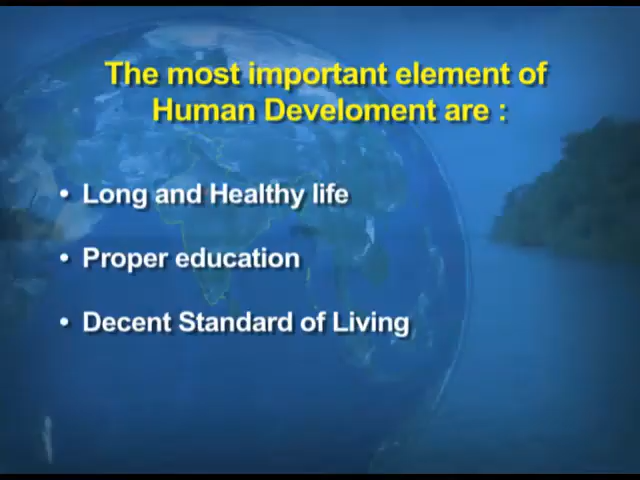 The most important element of
Human Develoment are :
• Long and Healthy life
• Proper education
• Decent Standard of Living